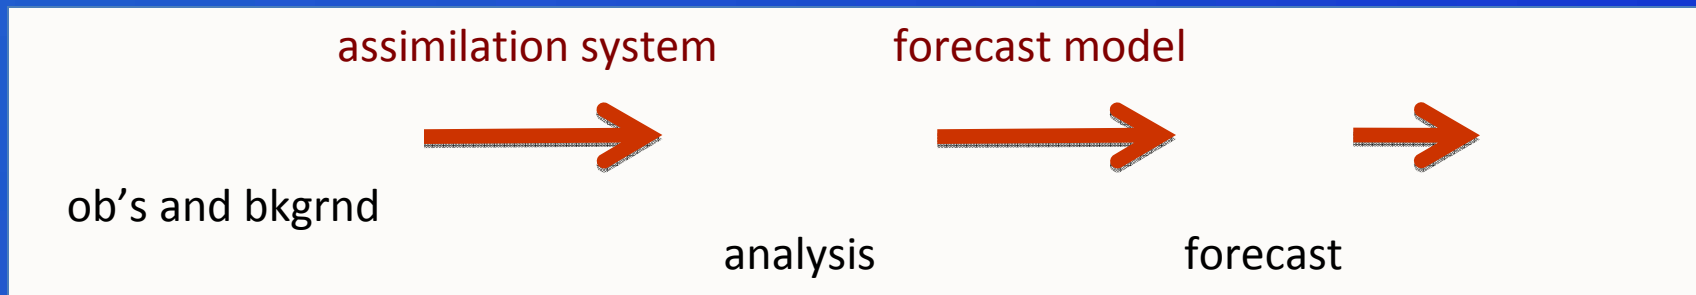 assimilation system
forecast model
ob’s and bkgrnd
analysis
forecast